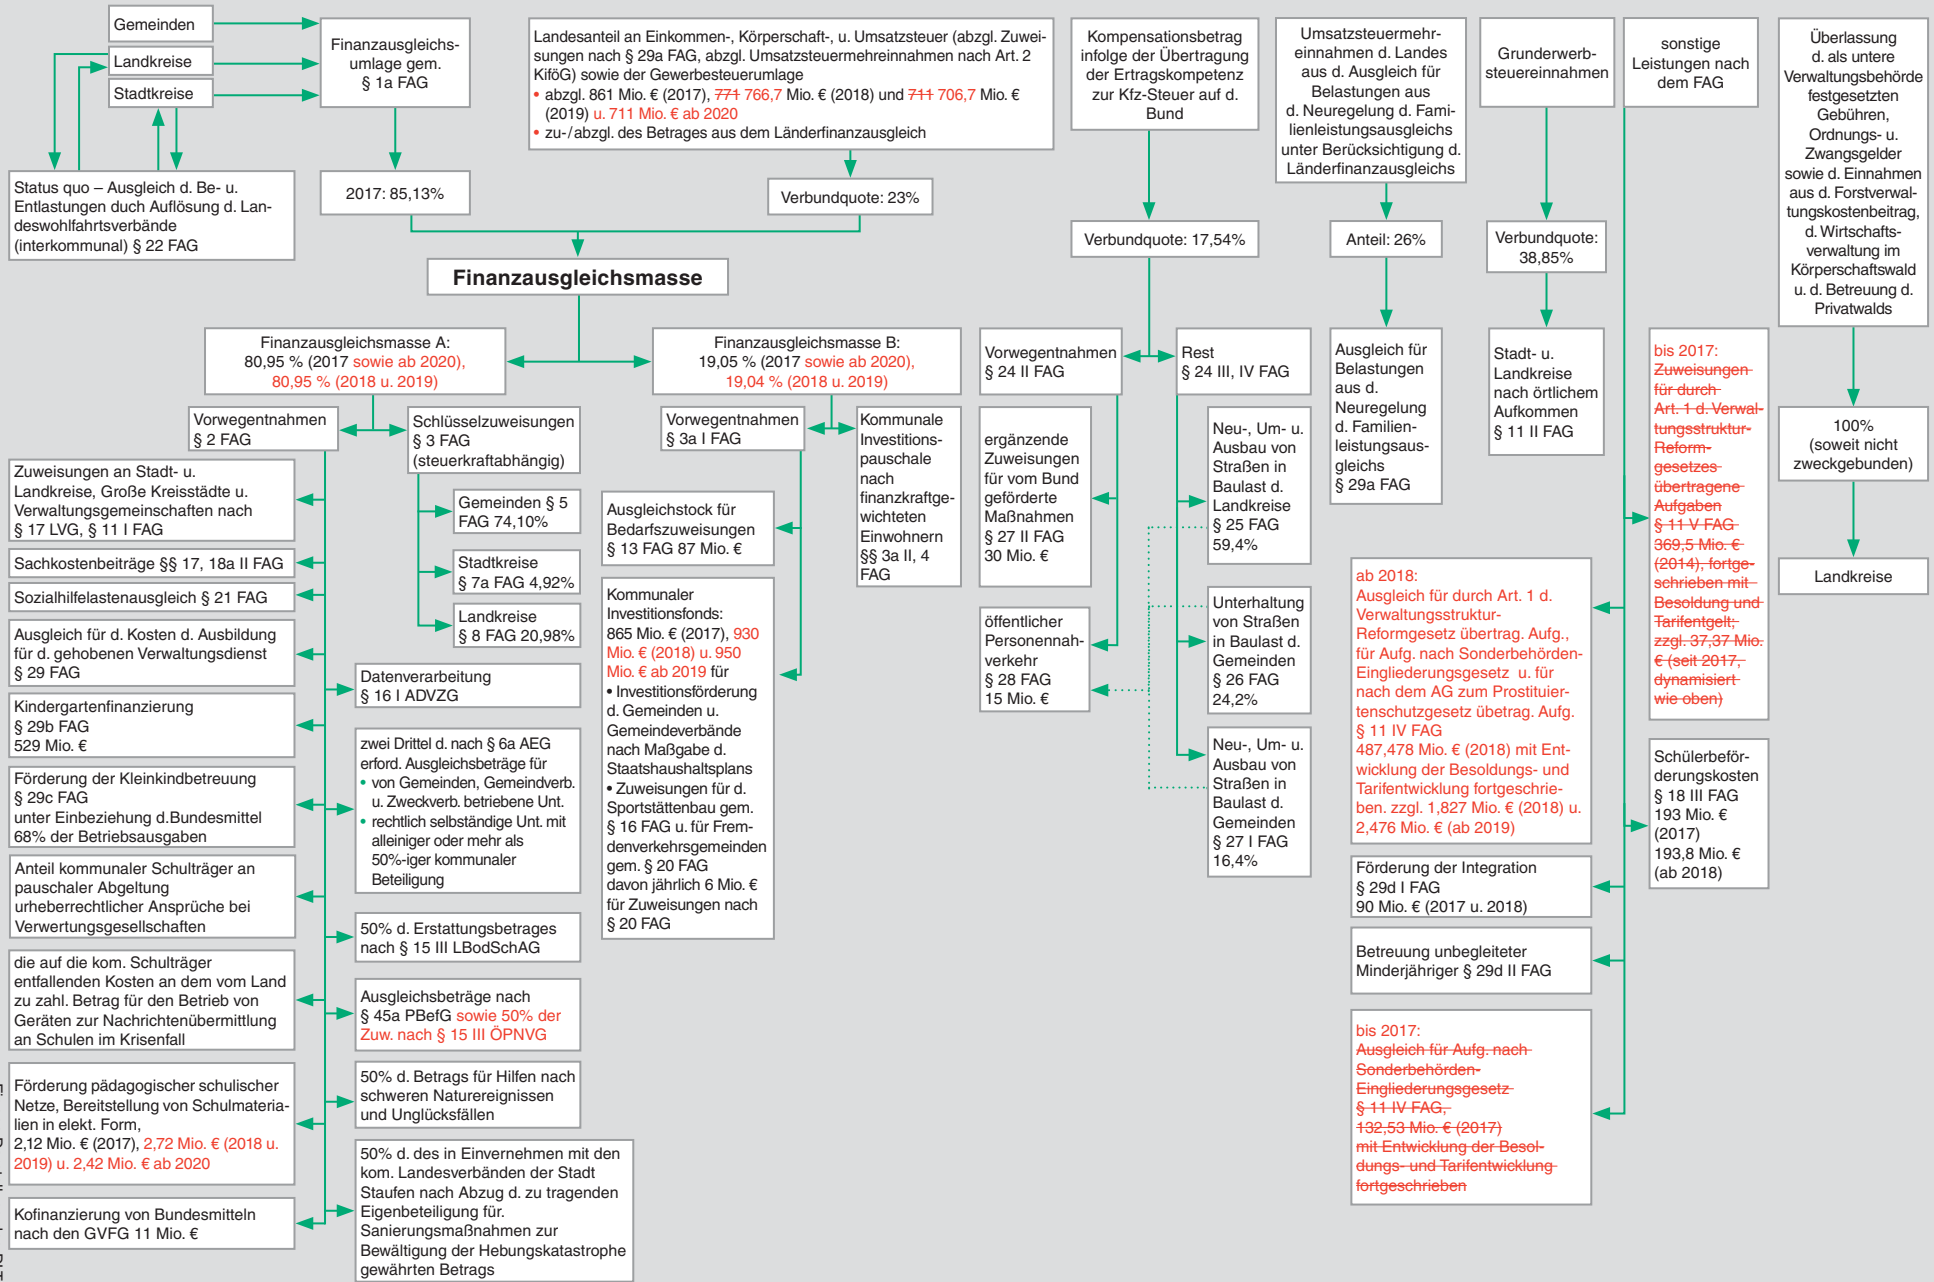 Gemeinden
Landkreise
Stadtkreise
Finanzausgleichs-
umlage gem.
§ 1a FAG
Status quo – Ausgleich d. Be- u.
Entlastungen duch Auflösung d. Lan-
deswohlfahrtsverbände
(interkommunal) § 22 FAG
2017: 85,13%
Landesanteil an Einkommen-, Körperschaft-, u. Umsatzsteuer (abzgl. Zuwei-
sungen nach § 29a FAG, abzgl. Umsatzsteuermehreinnahmen nach Art. 2
KiföG) sowie der Gewerbesteuerumlage
• abzgl. 861 Mio. € (2017), 771 766,7 Mio. € (2018) und 711 706,7 Mio. €
(2019) u. 711 Mio. € ab 2020
• zu-/abzgl. des Betrages aus dem Länderfinanzausgleich
Verbundquote: 23%
Finanzausgleichsmasse
Finanzausgleichsmasse A:
80,95 % (2017 sowie ab 2020),
80,95 % (2018 u. 2019)
Finanzausgleichsmasse B:
19,05 % (2017 sowie ab 2020),
19,04 % (2018 u. 2019)
Vorwegentnahmen
§ 2 FAG
Schlüsselzuweisungen
§ 3 FAG
(steuerkraftabhängig)
Gemeinden § 5
FAG 74,10%
Stadtkreise
§ 7a FAG 4,92%
Landkreise
§ 8 FAG 20,98%
Zuweisungen an Stadt- u.
Landkreise, Große Kreisstädte u.
Verwaltungsgemeinschaften nach
§ 17 LVG, § 11 I FAG
Sachkostenbeiträge §§ 17, 18a II FAG
Sozialhilfelastenausgleich § 21 FAG
Ausgleich für d. Kosten d. Ausbildung
für d. gehobenen Verwaltungsdienst
§ 29 FAG
Kindergartenfinanzierung
§ 29b FAG
529 Mio. €
Förderung der Kleinkindbetreuung
§ 29c FAG
unter Einbeziehung d.Bundesmittel
68% der Betriebsausgaben
Anteil kommunaler Schulträger an
pauschaler Abgeltung
urheberrechtlicher Ansprüche bei
Verwertungsgesellschaften
die auf die kom. Schulträger
entfallenden Kosten an dem vom Land
zu zahl. Betrag für den Betrieb von
Geräten zur Nachrichtenübermittlung
an Schulen im Krisenfall
Förderung pädagogischer schulischer
Netze, Bereitstellung von Schulmateria-
lien in elekt. Form,
2,12 Mio. € (2017), 2,72 Mio. € (2018 u.
2019) u. 2,42 Mio. € ab 2020
Kofinanzierung von Bundesmitteln
nach den GVFG 11 Mio. €
Datenverarbeitung
§ 16 I ADVZG
zwei Drittel d. nach § 6a AEG
erford. Ausgleichsbeträge für
• von Gemeinden, Gemeindverb.
u. Zweckverb. betriebene Unt.
• rechtlich selbständige Unt. mit
alleiniger oder mehr als
50%-iger kommunaler
Beteiligung
50% d. Erstattungsbetrages
nach § 15 III LBodSchAG
Ausgleichsbeträge nach
§ 45a PBefG sowie 50% der
Zuw. nach § 15 III ÖPNVG
50% d. Betrags für Hilfen nach
schweren Naturereignissen
und Unglücksfällen
50% d. des in Einvernehmen mit den
kom. Landesverbänden der Stadt
Staufen nach Abzug d. zu tragenden
Eigenbeteiligung für.
Sanierungsmaßnahmen zur
Bewältigung der Hebungskatastrophe
gewährten Betrags
Vorwegentnahmen
§ 3a I FAG
Kommunale
Investitions-
pauschale
nach
finanzkraftge-
wichteten
Einwohnern
§§ 3a II, 4
FAG
Ausgleichstock für
Bedarfszuweisungen
§ 13 FAG 87 Mio. €
Kommunaler
Investitionsfonds:
865 Mio. € (2017), 930
Mio. € (2018) u. 950
Mio. € ab 2019 für
• Investitionsförderung
d. Gemeinden u.
Gemeindeverbände
nach Maßgabe d.
Staatshaushaltsplans
• Zuweisungen für d.
Sportstättenbau gem.
§ 16 FAG u. für Frem-
denverkehrsgemeinden
gem. § 20 FAG
davon jährlich 6 Mio. €
für Zuweisungen nach
§ 20 FAG
Kompensationsbetrag
infolge der Übertragung
der Ertragskompetenz
zur Kfz-Steuer auf d.
Bund
Verbundquote: 17,54%
Vorwegentnahmen
§ 24 II FAG
Rest
§ 24 III, IV FAG
ergänzende
Zuweisungen
für vom Bund
geförderte
Maßnahmen
§ 27 II FAG
30 Mio. €
öffentlicher
Personennah-
verkehr
§ 28 FAG
15 Mio. €
Neu-, Um- u.
Ausbau von
Straßen in
Baulast d.
Landkreise
§ 25 FAG
59,4%
Unterhaltung
von Straßen
in Baulast d.
Gemeinden
§ 26 FAG
24,2%
Neu-, Um- u.
Ausbau von
Straßen in
Baulast d.
Gemeinden
§ 27 I FAG
16,4%
Umsatzsteuermehr-
einnahmen d. Landes
aus d. Ausgleich für
Belastungen aus
d. Neuregelung d. Fami-
lienleistungsausgleichs
unter Berücksichtigung d.
Länderfinanzausgleichs
Anteil: 26%
Ausgleich für
Belastungen
aus d.
Neuregelung
d. Familien-
leistungsaus-
gleichs
§ 29a FAG
Grunderwerb-
steuereinnahmen
Verbundquote:
38,85%
Stadt- u.
Landkreise
nach örtlichem
Aufkommen
§ 11 II FAG
sonstige
Leistungen nach
dem FAG
bis 2017:
Zuweisungen
für durch
Art. 1 d. Verwal-
tungsstruktur-
Reform-
gesetzes
übertragene
Aufgaben
§ 11 V FAG
369,5 Mio. €
(2014), fortge-
schrieben mit
Besoldung und
Tarifentgelt;
zzgl. 37,37 Mio.
€ (seit 2017,
dynamisiert
wie oben)
ab 2018:
Ausgleich für durch Art. 1 d.
Verwaltungsstruktur-
Reformgesetz übertrag. Aufg.,
für Aufg. nach Sonderbehörden-
Eingliederungsgesetz u. für
nach dem AG zum Prostituier-
tenschutzgesetz übetrag. Aufg.
§ 11 IV FAG
487,478 Mio. € (2018) mit Ent-
wicklung der Besoldungs- und
Tarifentwicklung fortgeschrie-
ben. zzgl. 1,827 Mio. € (2018) u.
2,476 Mio. € (ab 2019)
Schülerbeför-
derungskosten
§ 18 III FAG
193 Mio. €
(2017)
193,8 Mio. €
(ab 2018)
Förderung der Integration
§ 29d I FAG
90 Mio. € (2017 u. 2018)
Betreuung unbegleiteter
Minderjähriger § 29d II FAG
bis 2017:
Ausgleich für Aufg. nach
Sonderbehörden-
Eingliederungsgesetz
§ 11 IV FAG,
132,53 Mio. € (2017)
mit Entwicklung der Besol-
dungs- und Tarifentwicklung
fortgeschrieben
Überlassung
d. als untere
Verwaltungsbehörde
festgesetzten
Gebühren,
Ordnungs- u.
Zwangsgelder
sowie d. Einnahmen
aus d. Forstverwal-
tungskostenbeitrag,
d. Wirtschafts-
verwaltung im
Körperschaftswald
u. d. Betreuung d.
Privatwalds
100%
(soweit nicht
zweckgebunden)
Landkreise